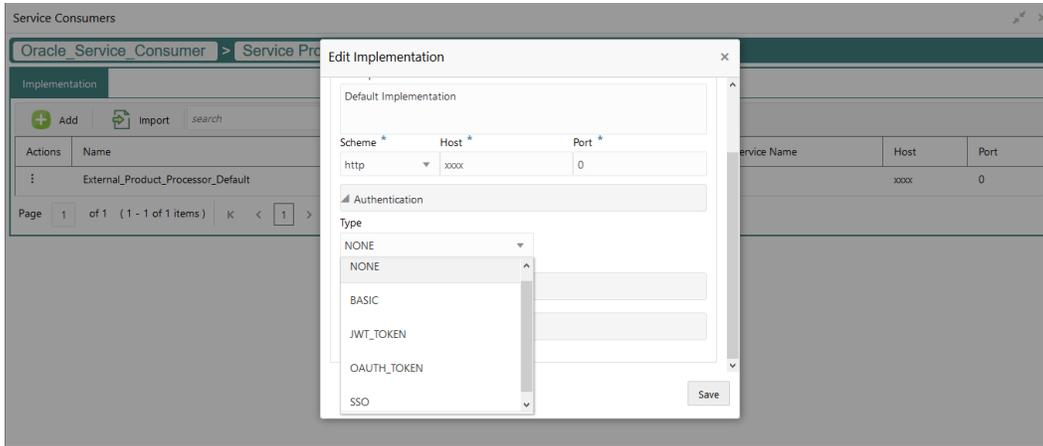 Service Consumers
Oracle_Service_Consumer > Service Pro
Edit Implementation ×
Implementation
Default Implementation
Add Import search
Scheme * Host * Port *
http xxxx 0
Actions Name ervice Name Host Port
External_Product_Processor_Default xxxx 0
Authentication
Page 1 of 1 ( 1 - 1 of 1 items ) K < 1 >
Type
NONE
NONE
BASIC
JWT_TOKEN
OAUTH_TOKEN
SSO
Save